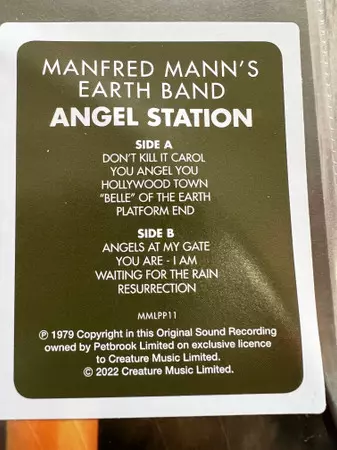 MANFRED MANN'S
EARTH BAND
ANGEL STATION
SIDE A
DON'T KILL IT CAROL
YOU ANGEL YOU
HOLLYWOOD TOWN
"BELLE" OF THE EARTH
PLATFORM END
SIDE B
ANGELS AT MY GATE
YOU ARE - I AM
WAITING FOR THE RAIN
RESURRECTION
MMLPP11
℗ 1979 Copyright in this Original Sound Recording
owned by Petbrook Limited on exclusive licence
to Creature Music Limited.
© 2022 Creature Music Limited.